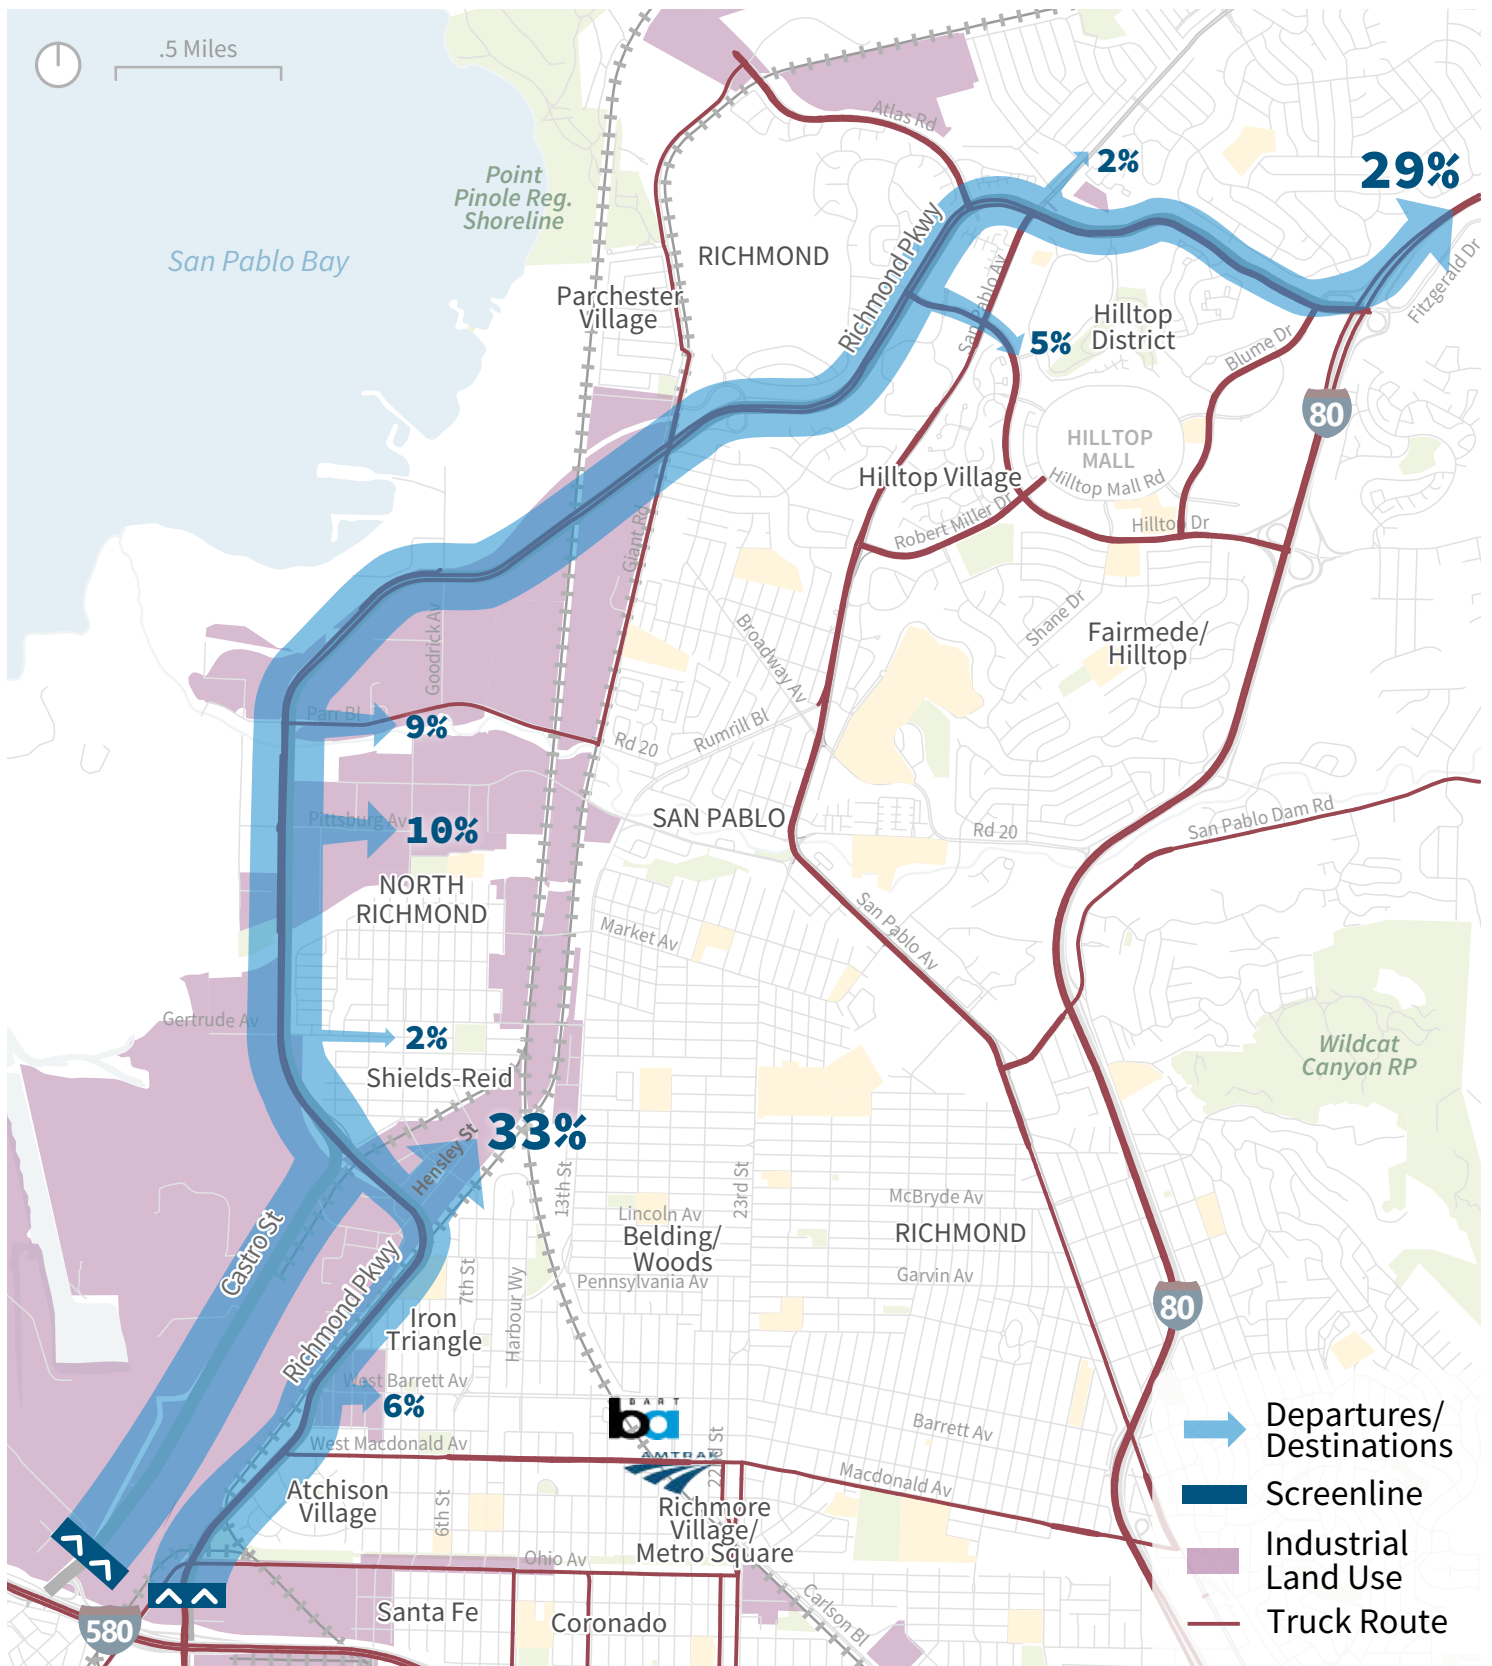 .5 Miles
San Pablo Bay
Point
Pinole Reg.
Shoreline
Atlas Rd
2%
29%
RICHMOND
Richmond Pkwy
San Pablo Av
Fitzgerald Dr
Parchester
Village
Hilltop
District
5%
Blume Dr
80
HILLTOP
MALL
Hilltop Mall Rd
Hilltop Village
Robert Miller Dr
Hilltop Dr
Giant Rd
Goodrick Av
Broadway Av
Shane Dr
Fairmede/
Hilltop
Parr Bl
9%
Rd 20
Rumrill Bl
Pittsburg Av
10%
SAN PABLO
Rd 20
San Pablo Dam Rd
NORTH
RICHMOND
Market Av
San Pablo Av
Gertrude Av
2%
Shields-Reid
Wildcat
Canyon RP
33%
Hensley St
13th St
23rd St
McBryde Av
Lincoln Av
Belding/
Woods
RICHMOND
Castro St
Richmond Pkwy
7th St
Harbour Wy
Pennsylvania Av
Garvin Av
80
Iron
Triangle
West Barrett Av
6%
BART
ba
Barrett Av
West Macdonald Av
AMTRAK
22nd St
Macdonald Av
Atchison
Village
6th St
Richmore
Village/
Metro Square
Ohio Av
Santa Fe
Coronado
Carlson Bl
580
Departures/
Destinations
Screenline
Industrial
Land Use
Truck Route